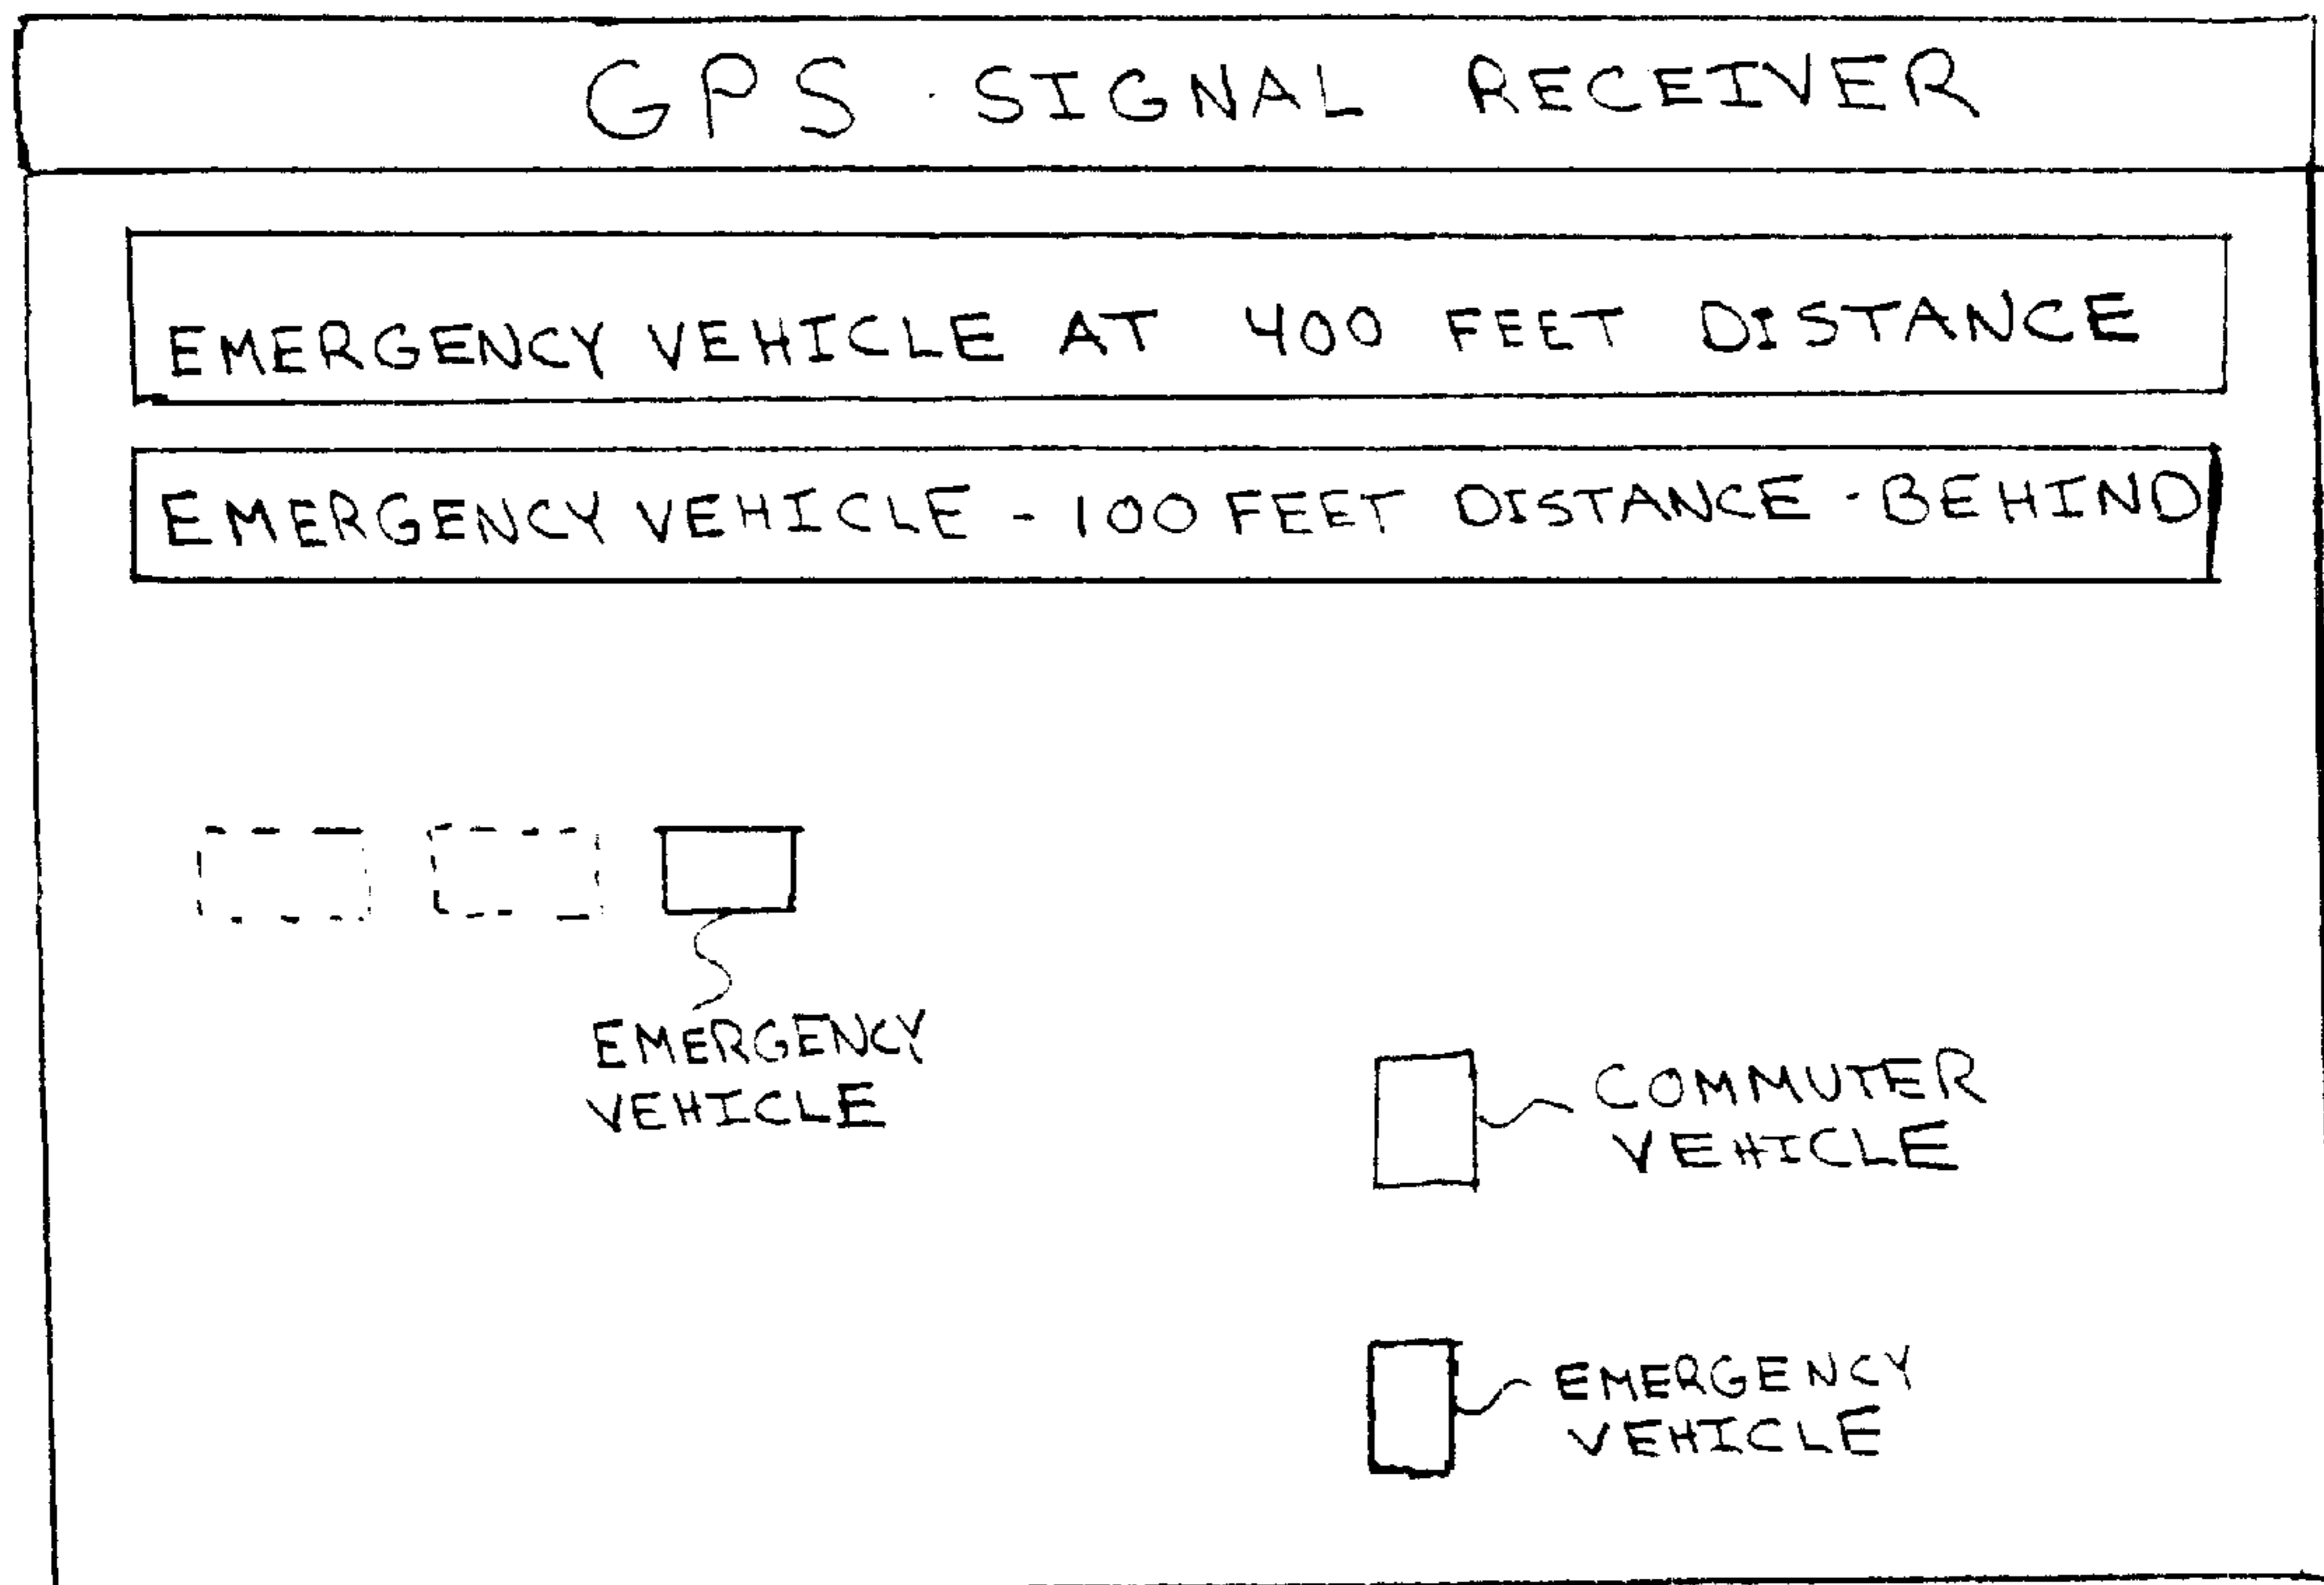 GPS SIGNAL RECEIVER
EMERGENCY VEHICLE AT 400 FEET DISTANCE
EMERGENCY VEHICLE - 100 FEET DISTANCE - BEHIND
EMERGENCY
VEHICLE
COMMUTER
VEHICLE
EMERGENCY
VEHICLE